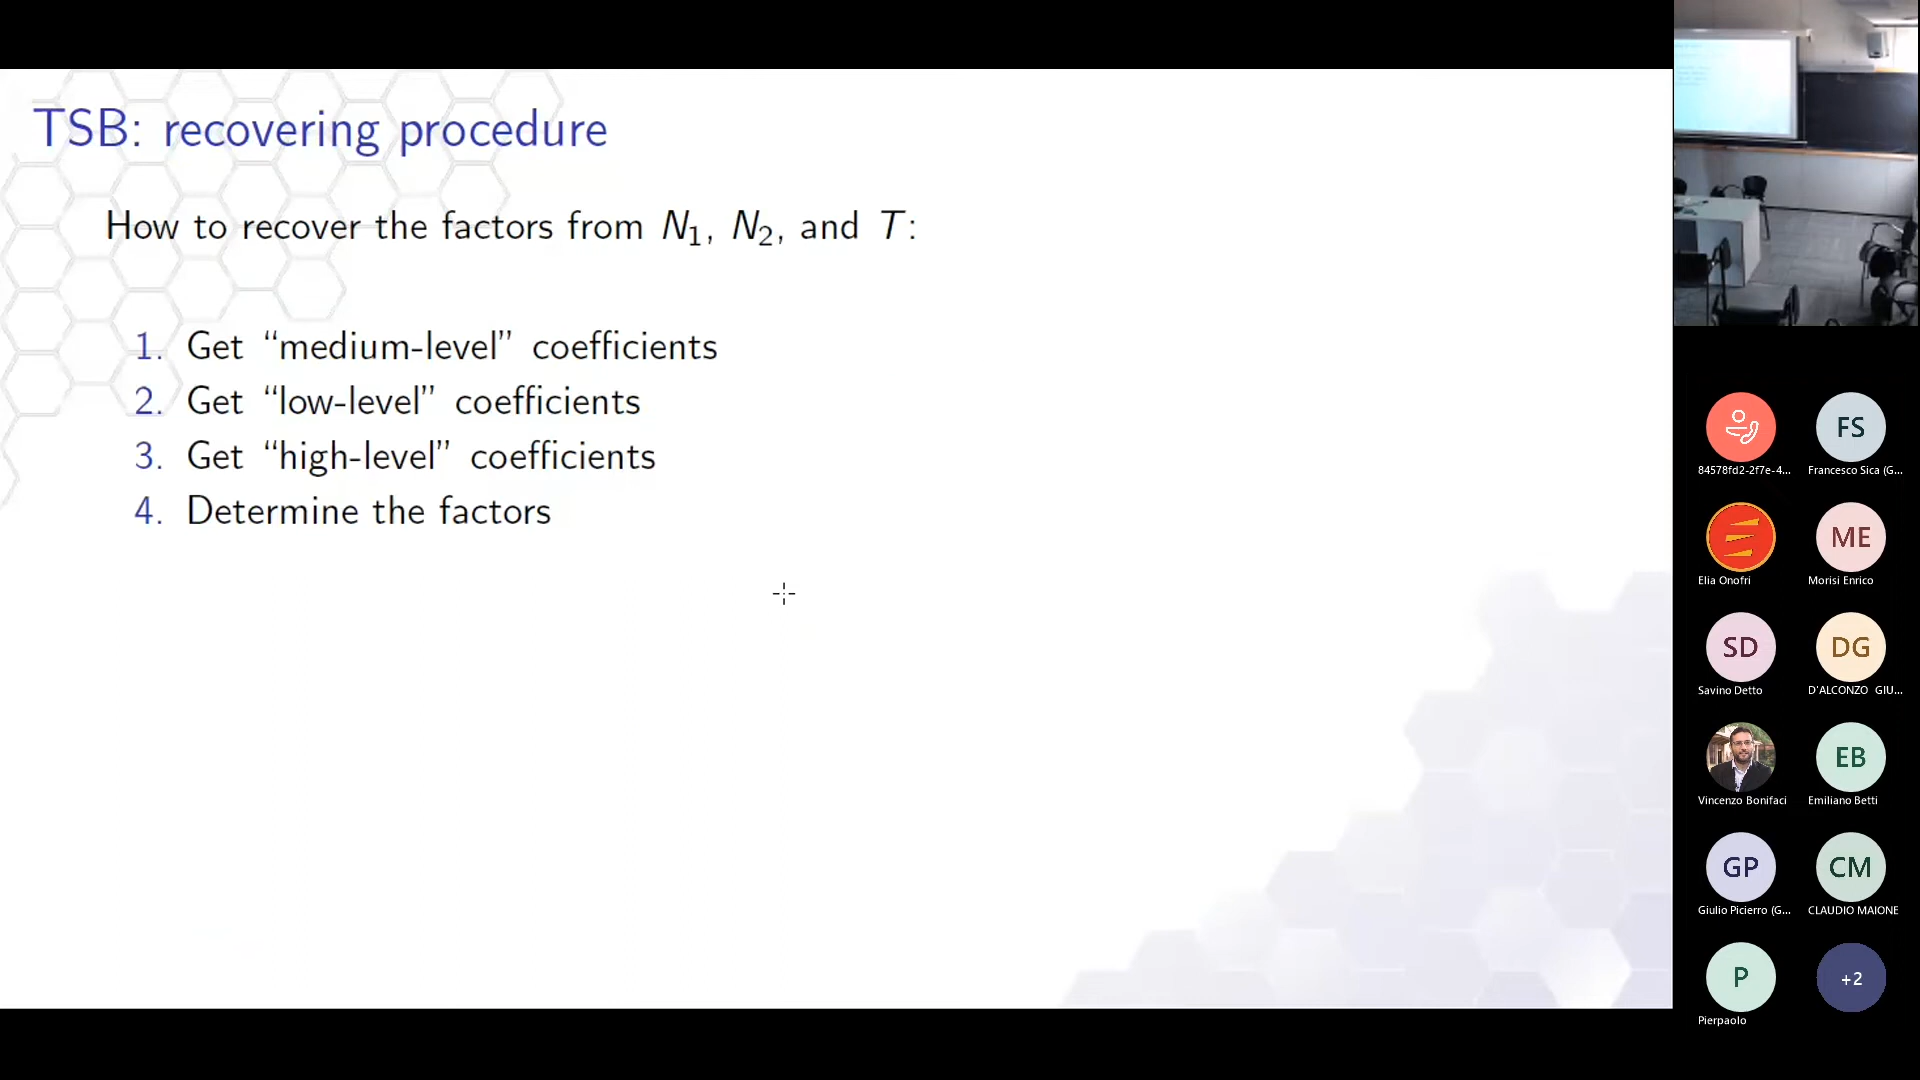 TSB: recovering procedure
How to recover the factors from N₁, N₂, and T:
1. Get “medium-level” coefficients
2. Get “low-level” coefficients
3. Get “high-level” coefficients
4. Determine the factors
84578fd2-2f7e-4...
FS
Francesco Sica (G...
Elia Onofri
ME
Morisi Enrico
SD
Savino Detto
DG
D'ALCONZO GIU...
Vincenzo Bonifaci
EB
Emiliano Betti
GP
Giulio Picierro (G...
CM
CLAUDIO MAIONE
P
Pierpaolo
+2